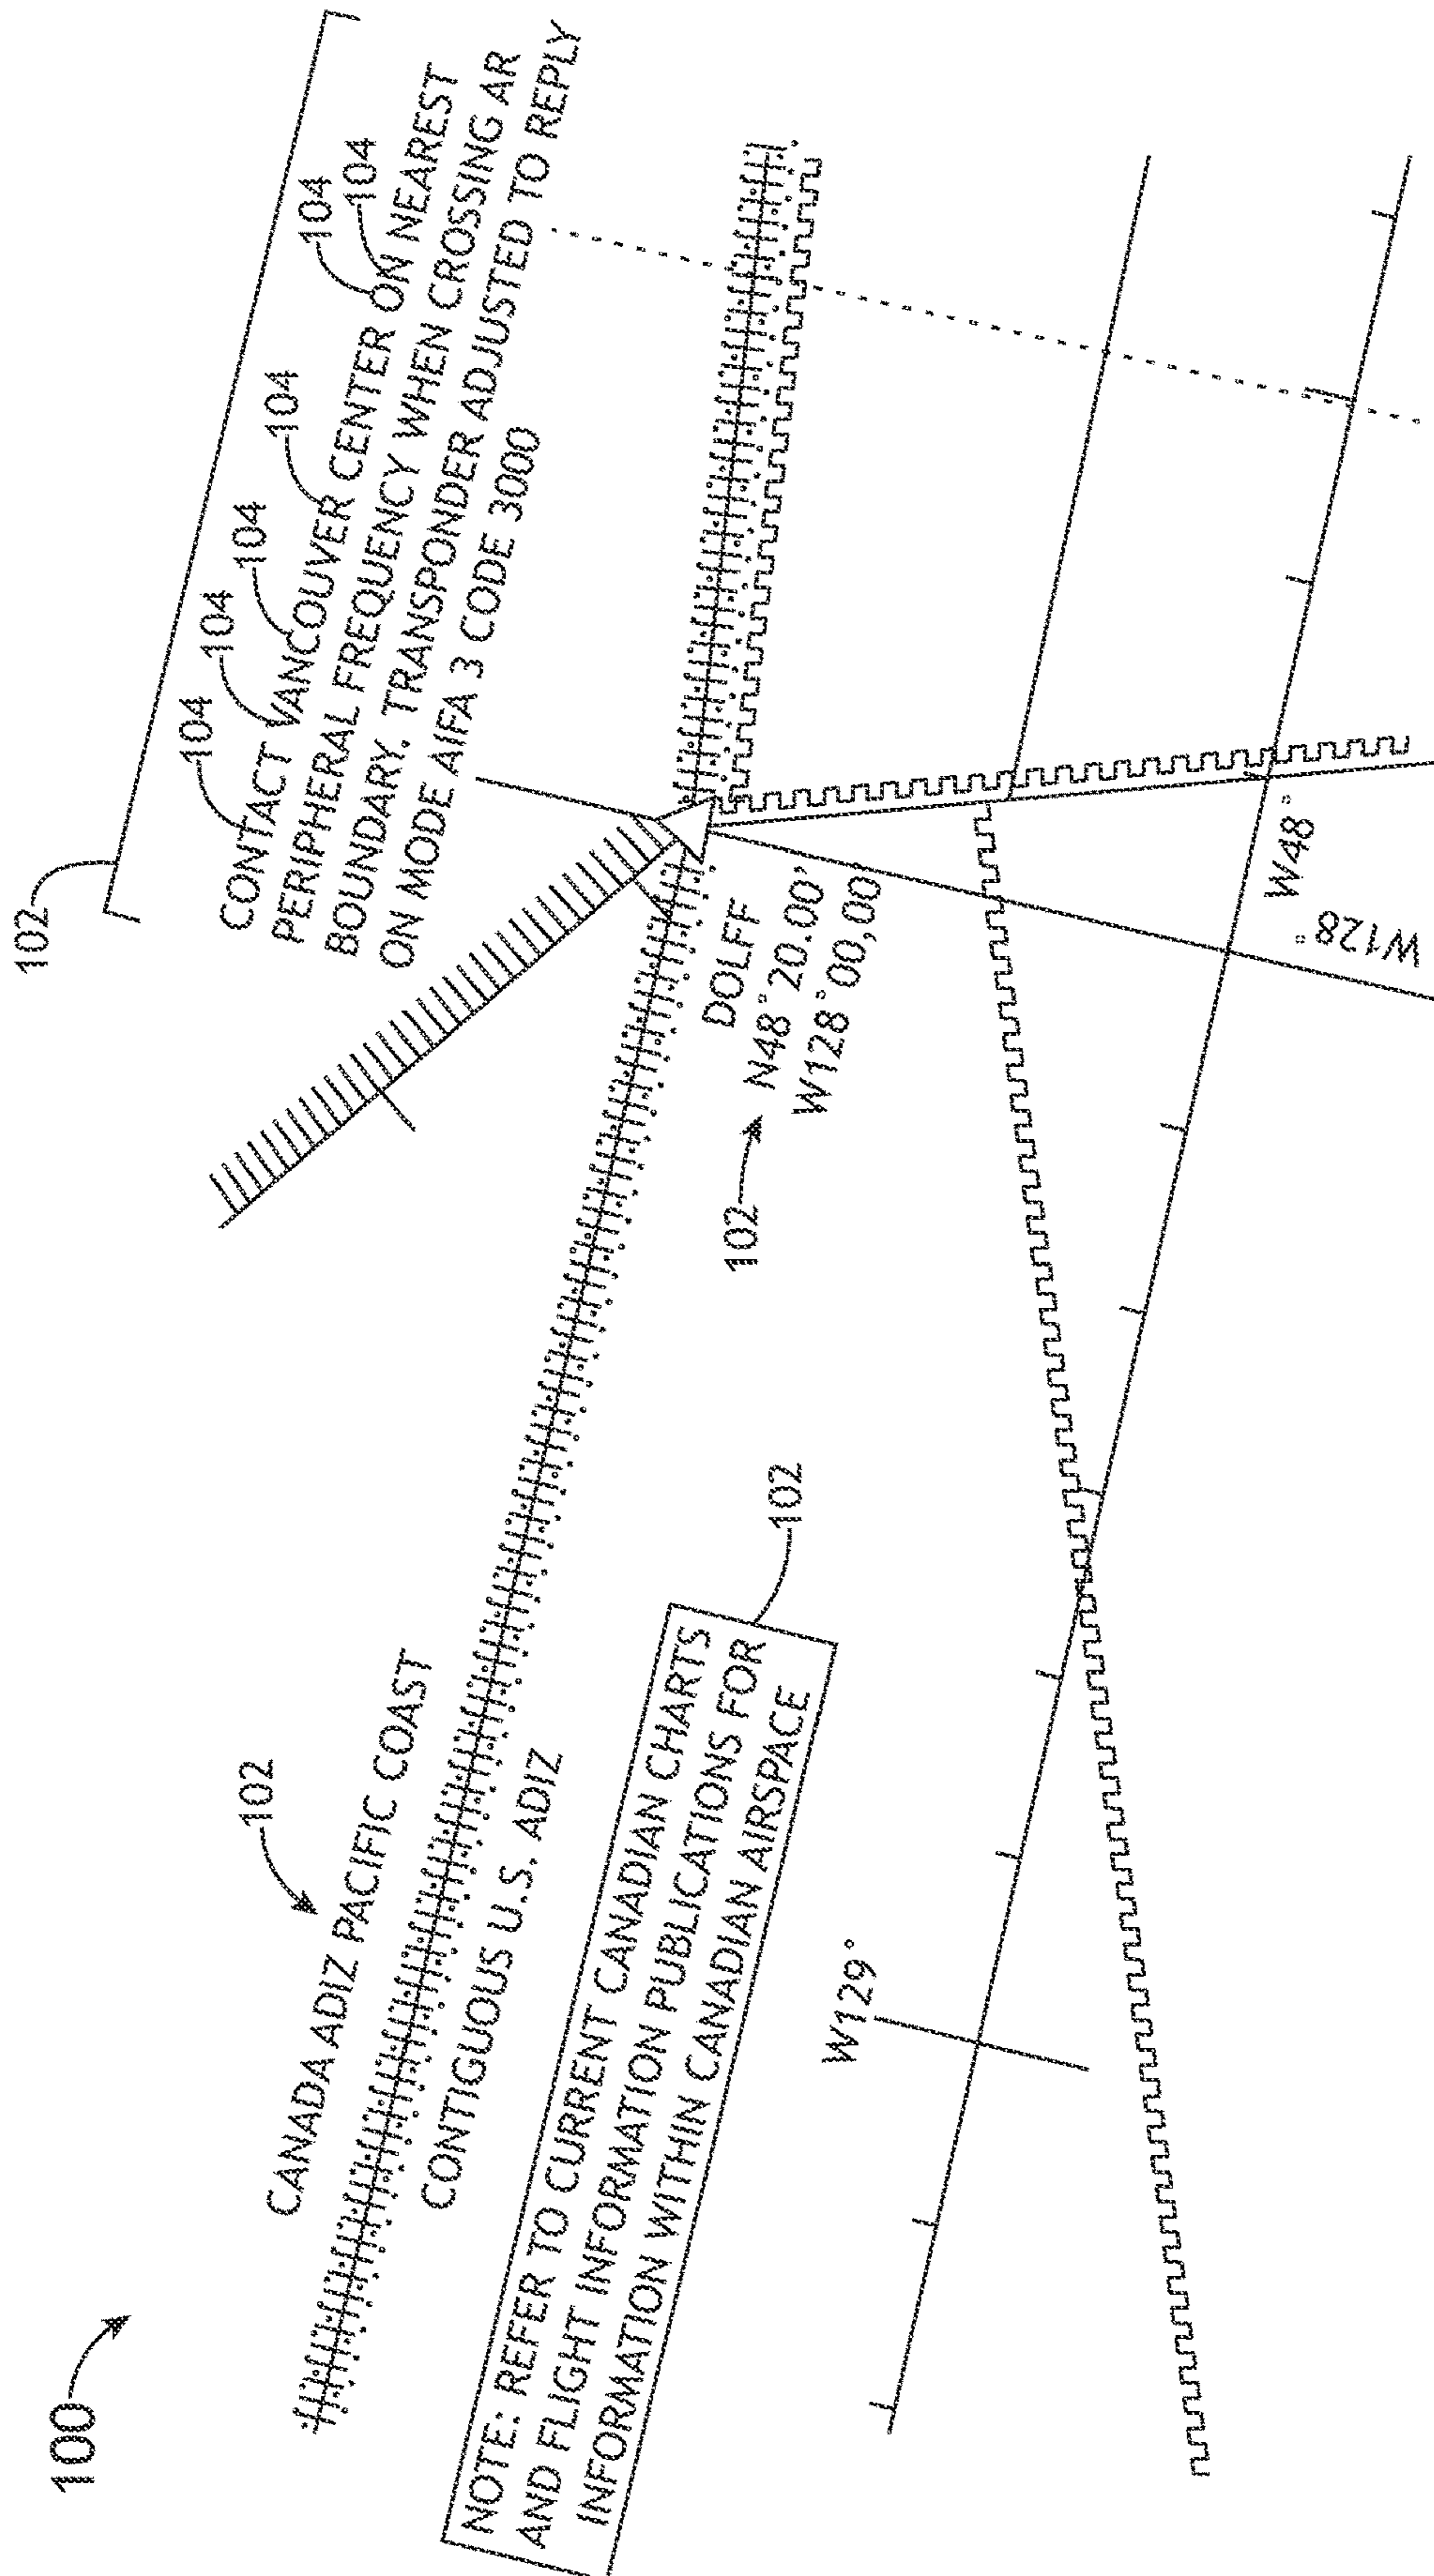 100
102
104
104
104
104
104
104
CONTACT VANCOUVER CENTER ON NEAREST
PERIPHERAL FREQUENCY WHEN CROSSING AR
BOUNDARY. TRANSPONDER ADJUSTED TO REPLY
ON MODE AIFA 3 CODE 3000
102
CANADA ADIZ PACIFIC COAST
CONTIGUOUS U.S. ADIZ
NOTE: REFER TO CURRENT CANADIAN CHARTS
AND FLIGHT INFORMATION PUBLICATIONS FOR
INFORMATION WITHIN CANADIAN AIRSPACE
102
DOLFF
N48°20.00'
W128°00,00'
102
W129°
W48°
W128°